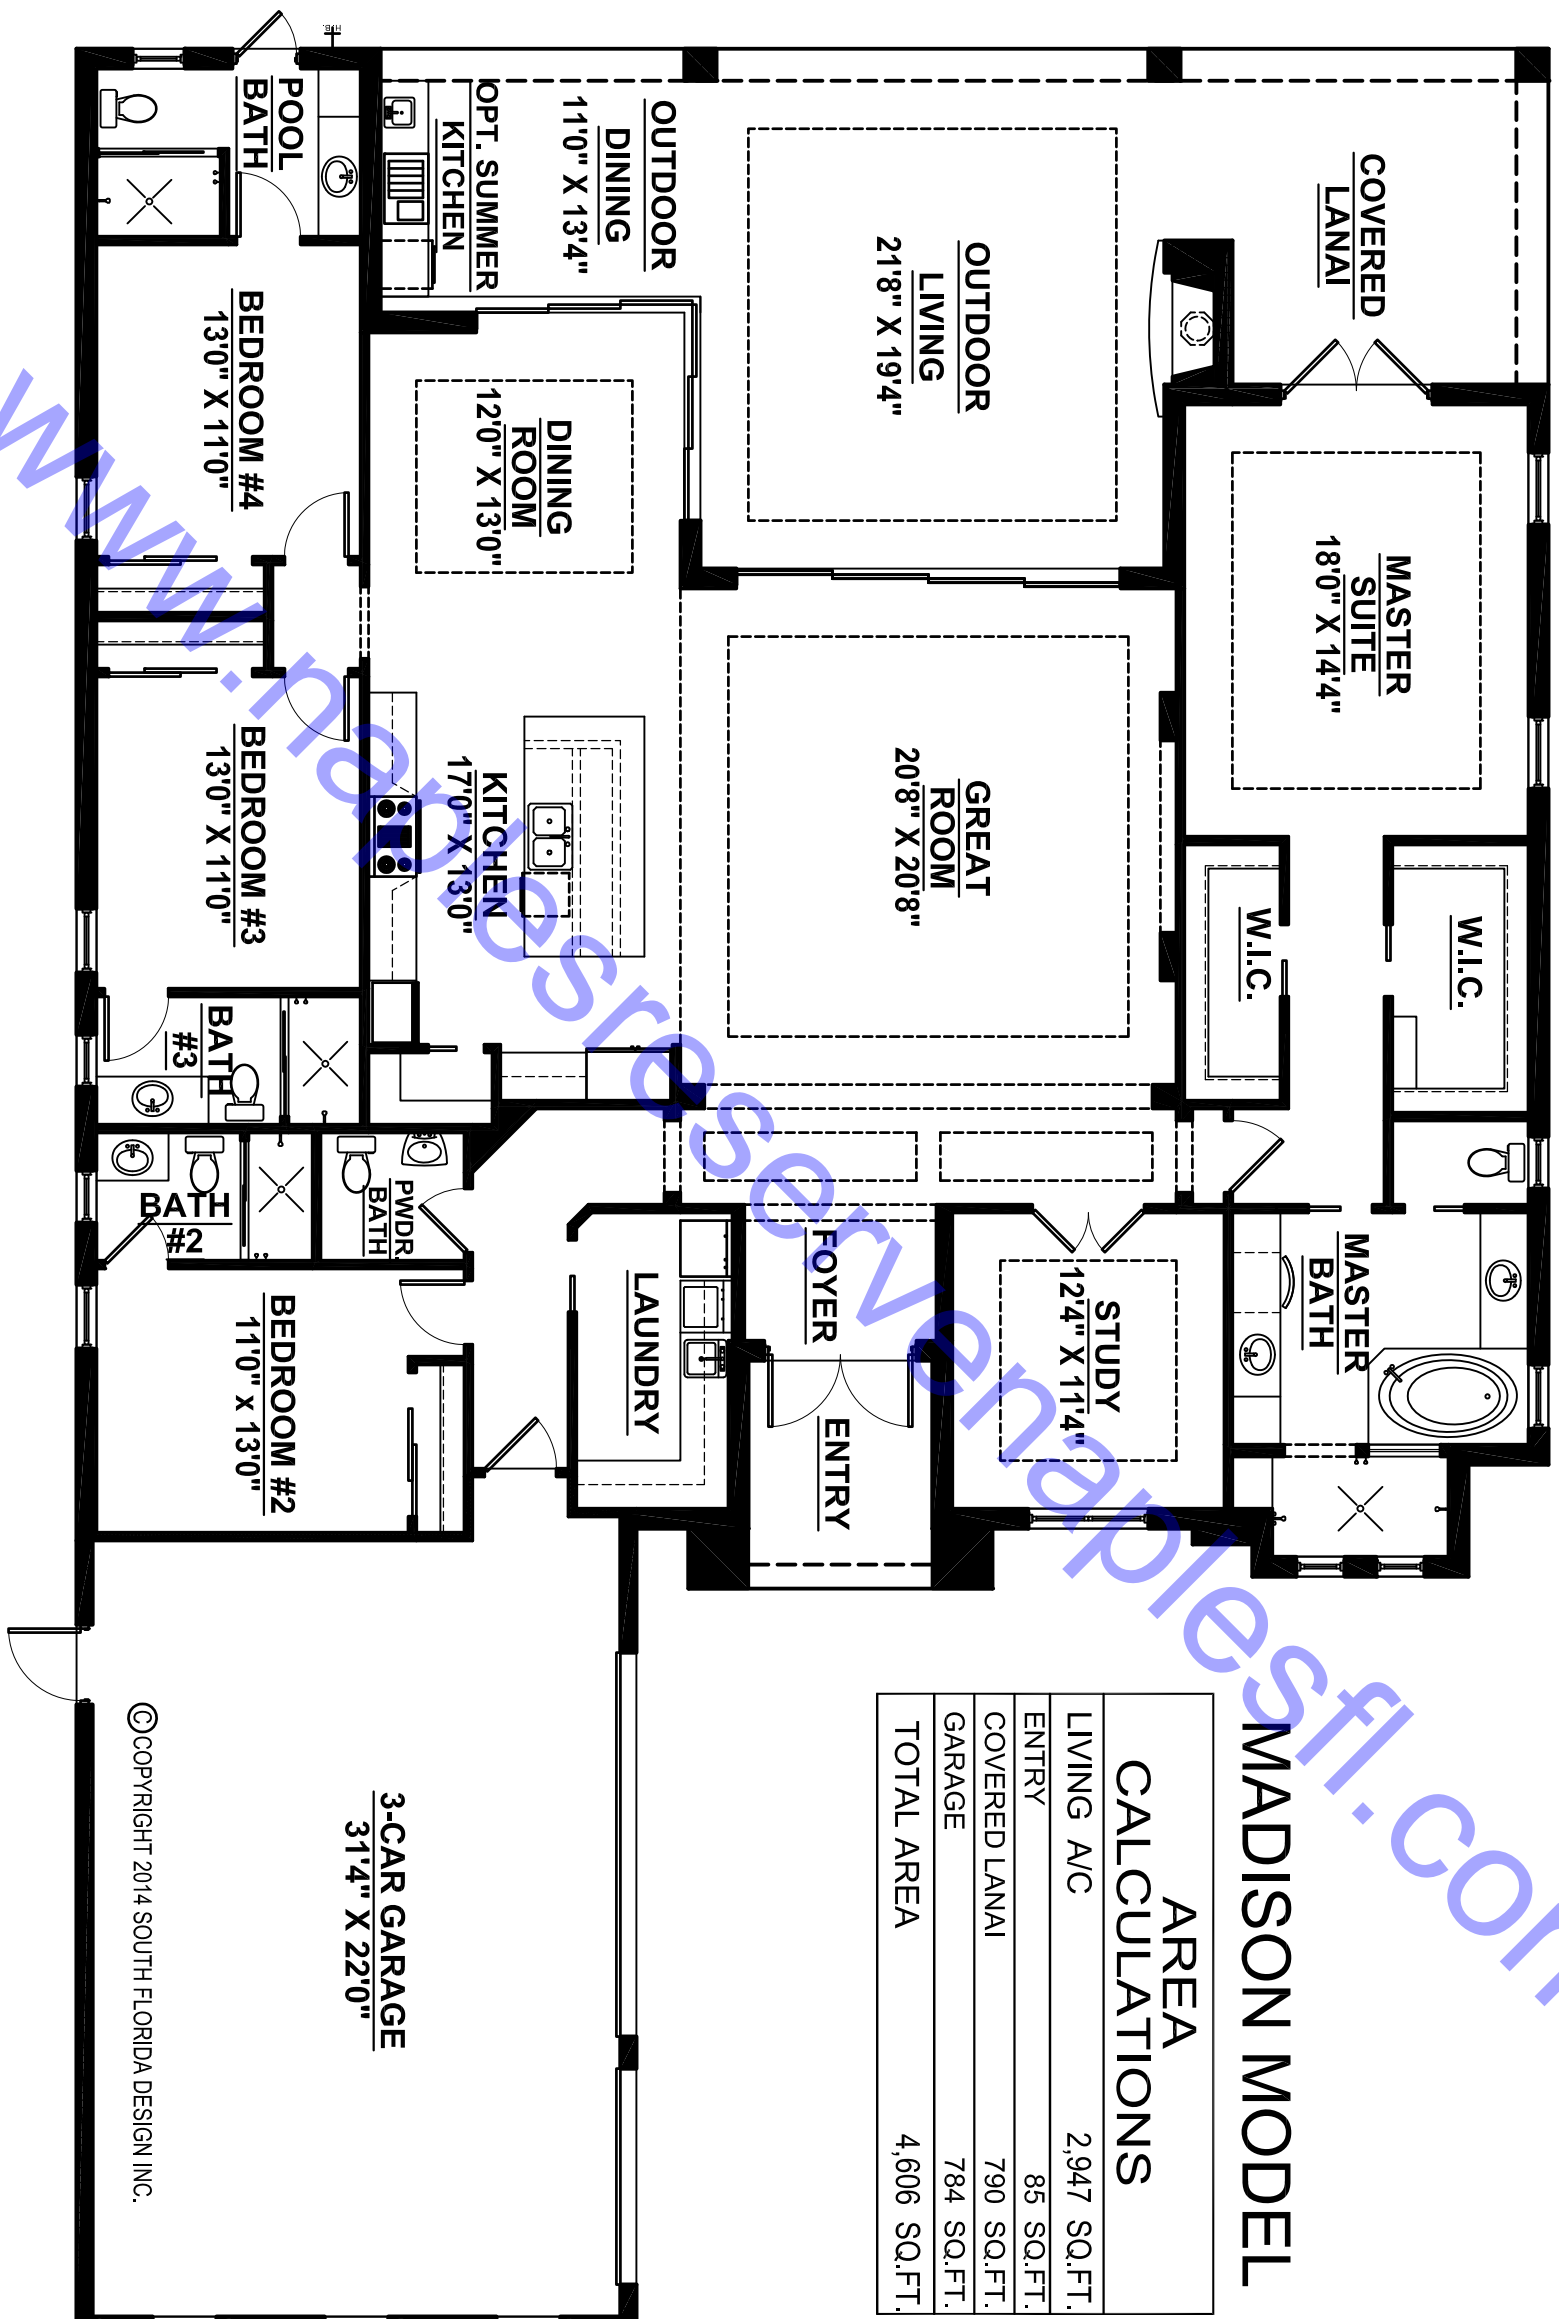 MADISON MODEL
AREA
CALCULATIONS
LIVING A/C 2,947 SQ.FT.
ENTRY 85 SQ.FT.
COVERED LANAI 790 SQ.FT.
GARAGE 784 SQ.FT.
TOTAL AREA 4,606 SQ.FT.
COVERED
LANAI
MASTER
SUITE
18'0" X 14'4"
W.I.C.
W.I.C.
MASTER
BATH
OUTDOOR
LIVING
21'8" X 19'4"
GREAT
ROOM
20'8" X 20'8"
STUDY
12'4" X 11'4"
FOYER
ENTRY
OUTDOOR
DINING
11'0" X 13'4"
OPT. SUMMER
KITCHEN
DINING
ROOM
12'0" X 13'0"
KITCHEN
17'0" X 13'0"
LAUNDRY
PWDR.
BATH
POOL
BATH
H.B.
BEDROOM #4
13'0" X 11'0"
BEDROOM #3
13'0" X 11'0"
BATH
#3
BATH
#2
BEDROOM #2
11'0" x 13'0"
3-CAR GARAGE
31'4" X 22'0"
© COPYRIGHT 2014 SOUTH FLORIDA DESIGN INC.
www.naplesreservenaplesfl.com